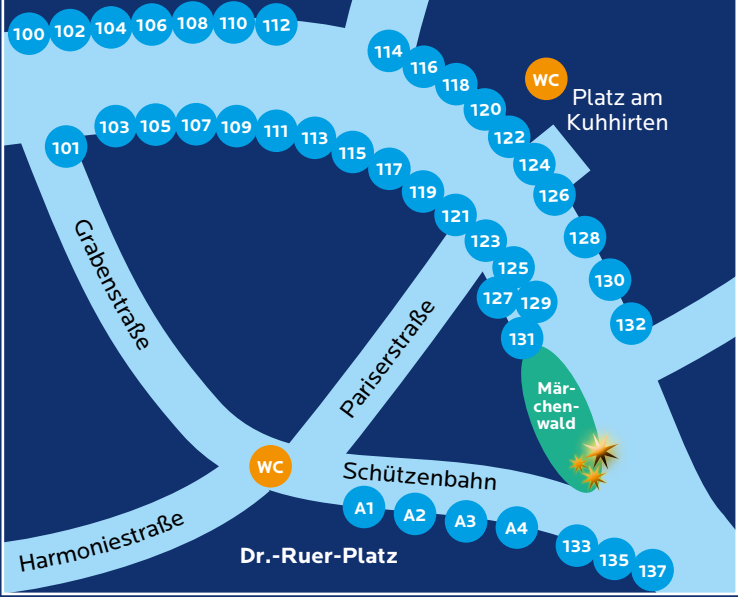 100
102
104
106
108
110
112
114
116
118
120
122
124
126
128
130
132
WC
Platz am
Kuhhirten
101
103
105
107
109
111
113
115
117
119
121
123
125
127
129
131
Grabenstraße
Pariserstraße
Mär-
chen-
wald
WC
Schützenbahn
A1
A2
A3
A4
133
135
137
Harmoniestraße
Dr.-Ruer-Platz